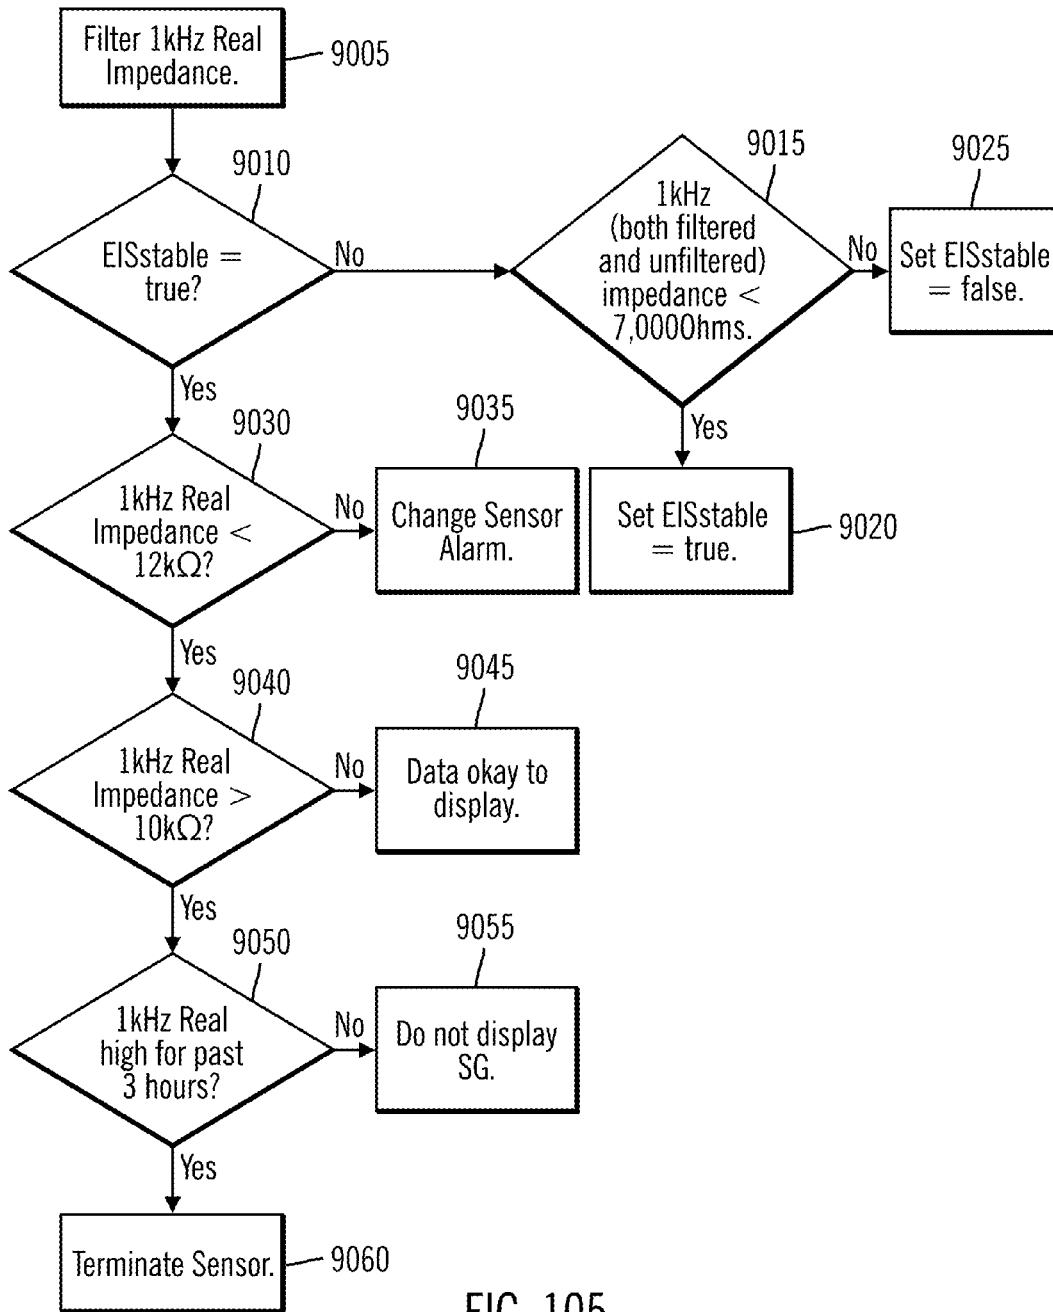 Filter 1kHz Real
Impedance.
9005
9010
EISstable =
true?
No
9015
1kHz
(both filtered
and unfiltered)
impedance <
7,000Ohms.
No
9025
Set EISstable
= false.
Yes
Yes
9030
1kHz Real
Impedance <
12kΩ?
No
9035
Change Sensor
Alarm.
Set EISstable
= true.
9020
Yes
9040
1kHz Real
Impedance >
10kΩ?
No
9045
Data okay to
display.
Yes
9050
1kHz Real
high for past
3 hours?
No
9055
Do not display
SG.
Yes
Terminate Sensor.
9060
FIG. 105